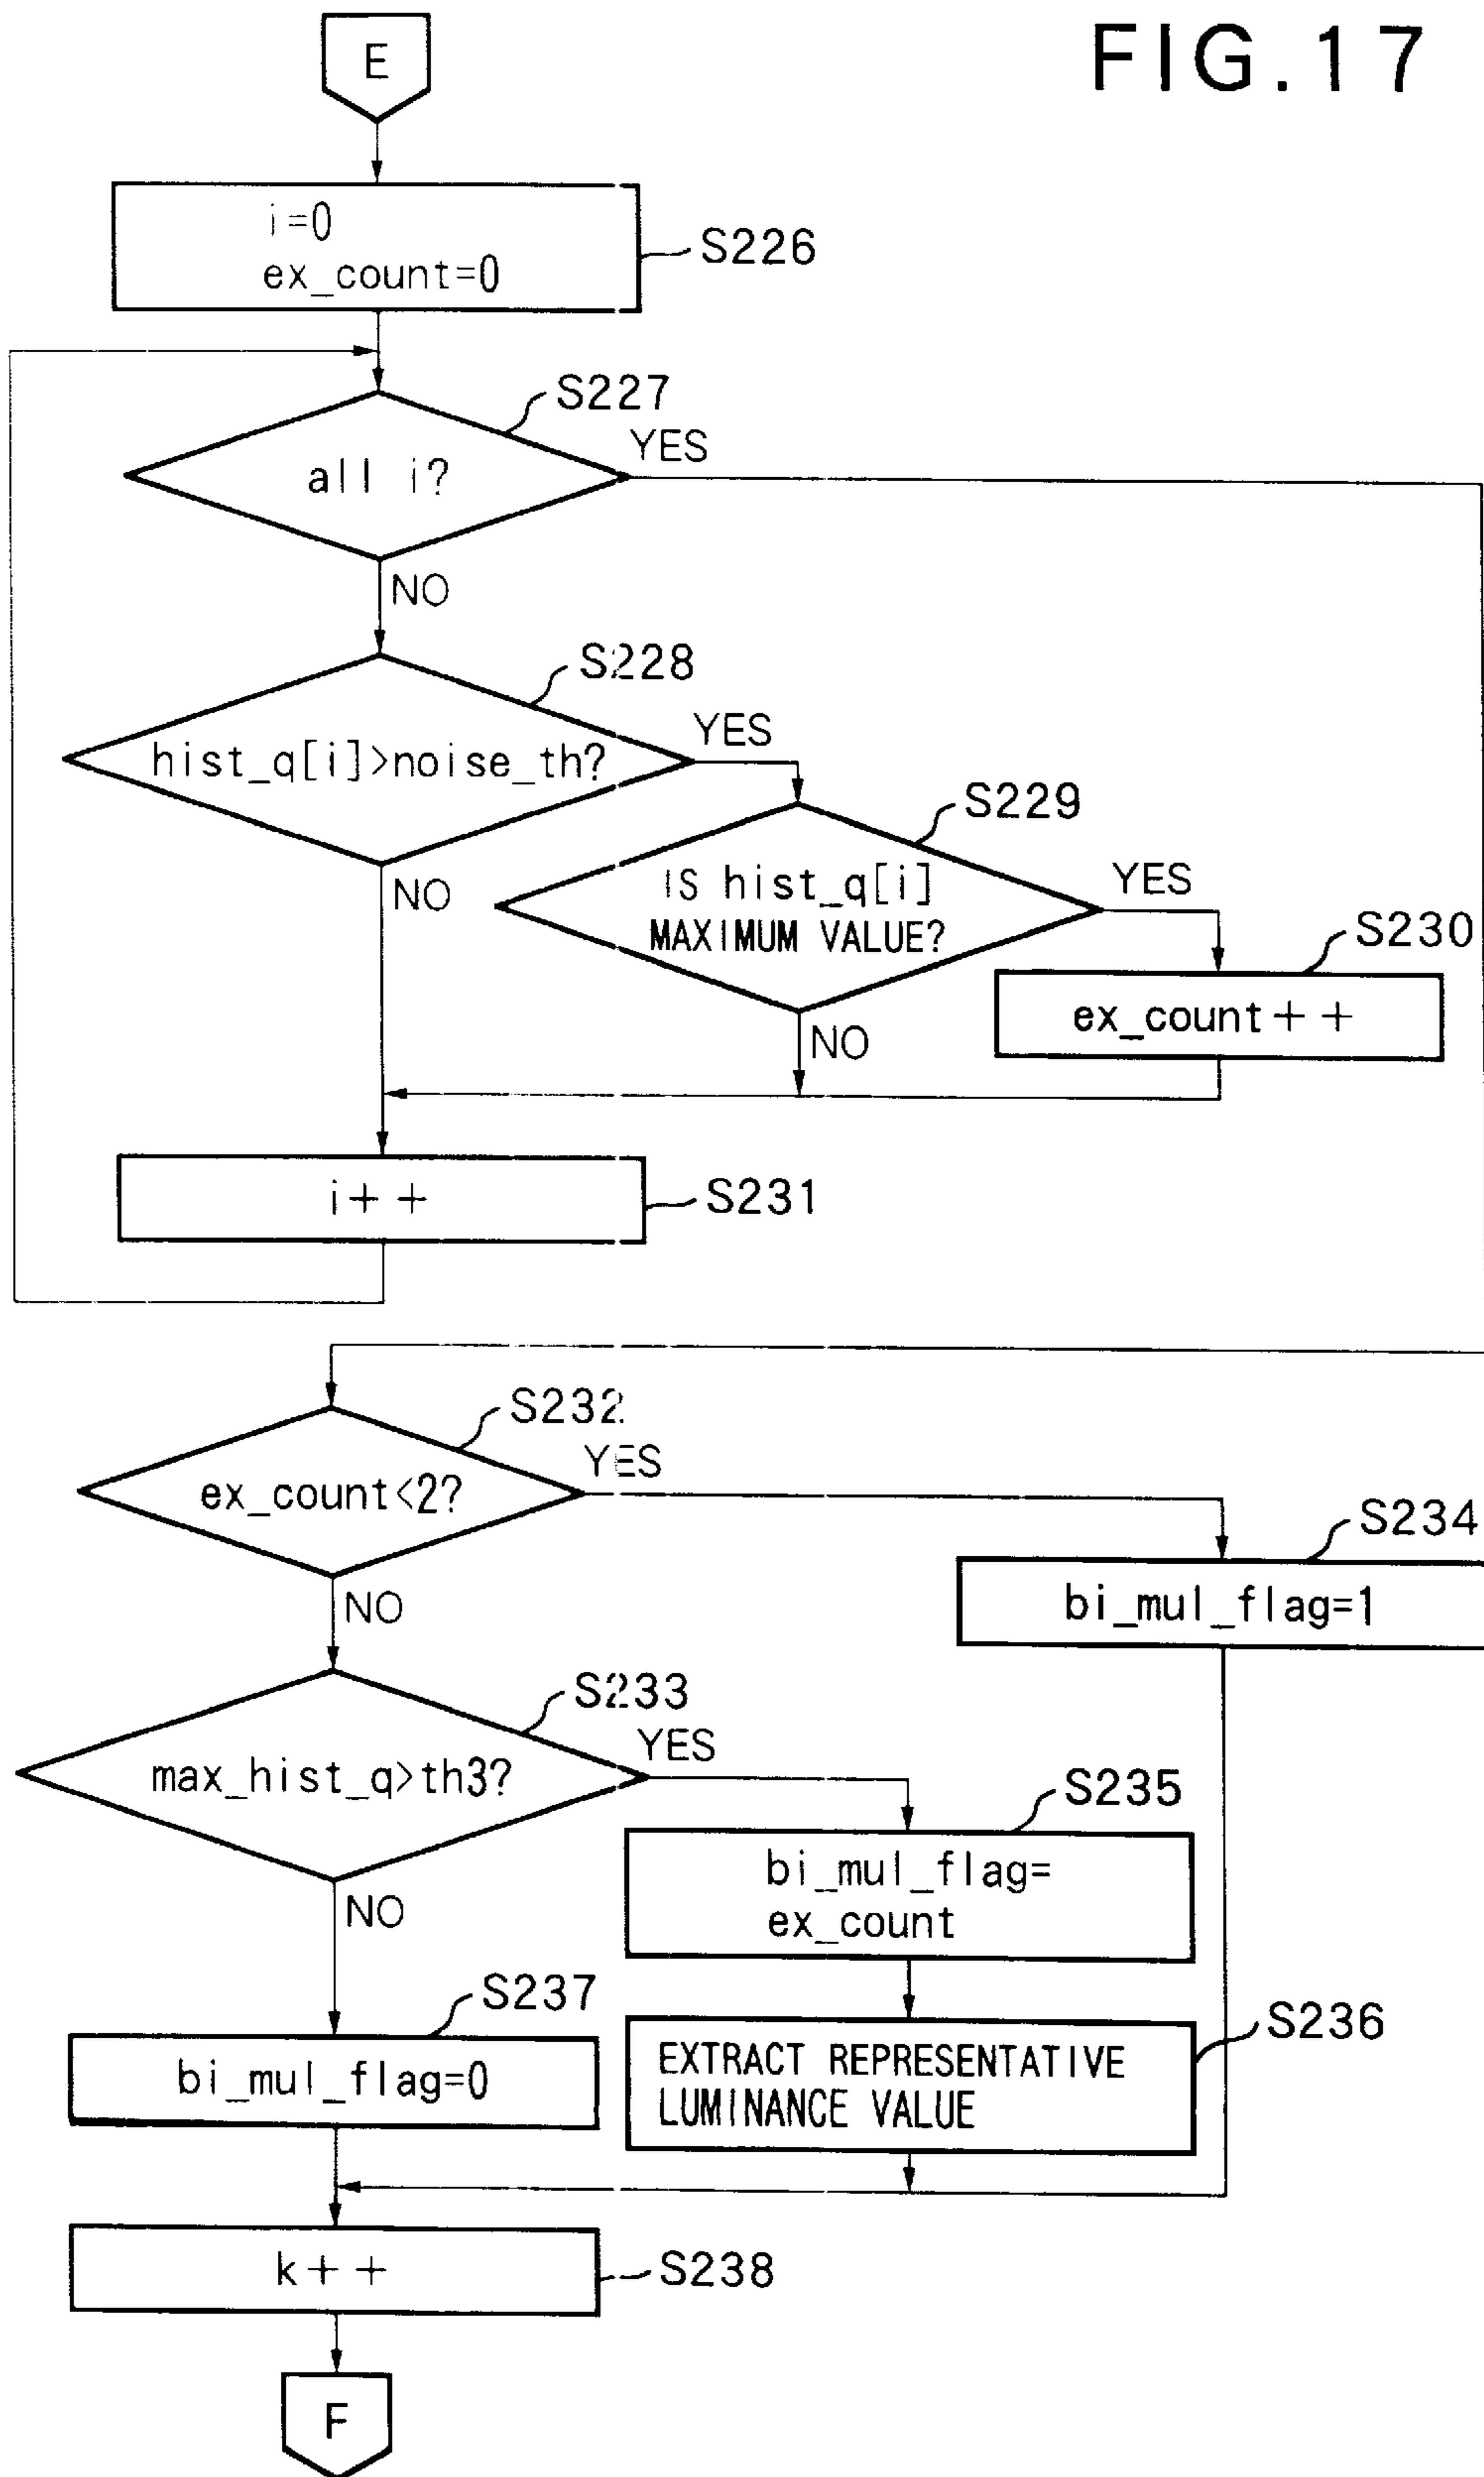 FIG.17
E
i=0
ex_count=0
S226
S227
all i?
YES
NO
S228
hist_q[i]>noise_th?
YES
NO
S229
IS hist_q[i]
MAXIMUM VALUE?
YES
NO
S230
ex_count++
i++
S231
S232
ex_count<2?
YES
NO
S234
bi_mul_flag=1
S233
max_hist_q>th3?
YES
NO
S235
bi_mul_flag=
ex_count
S237
bi_mul_flag=0
S236
EXTRACT REPRESENTATIVE
LUMINANCE VALUE
k++
S238
F